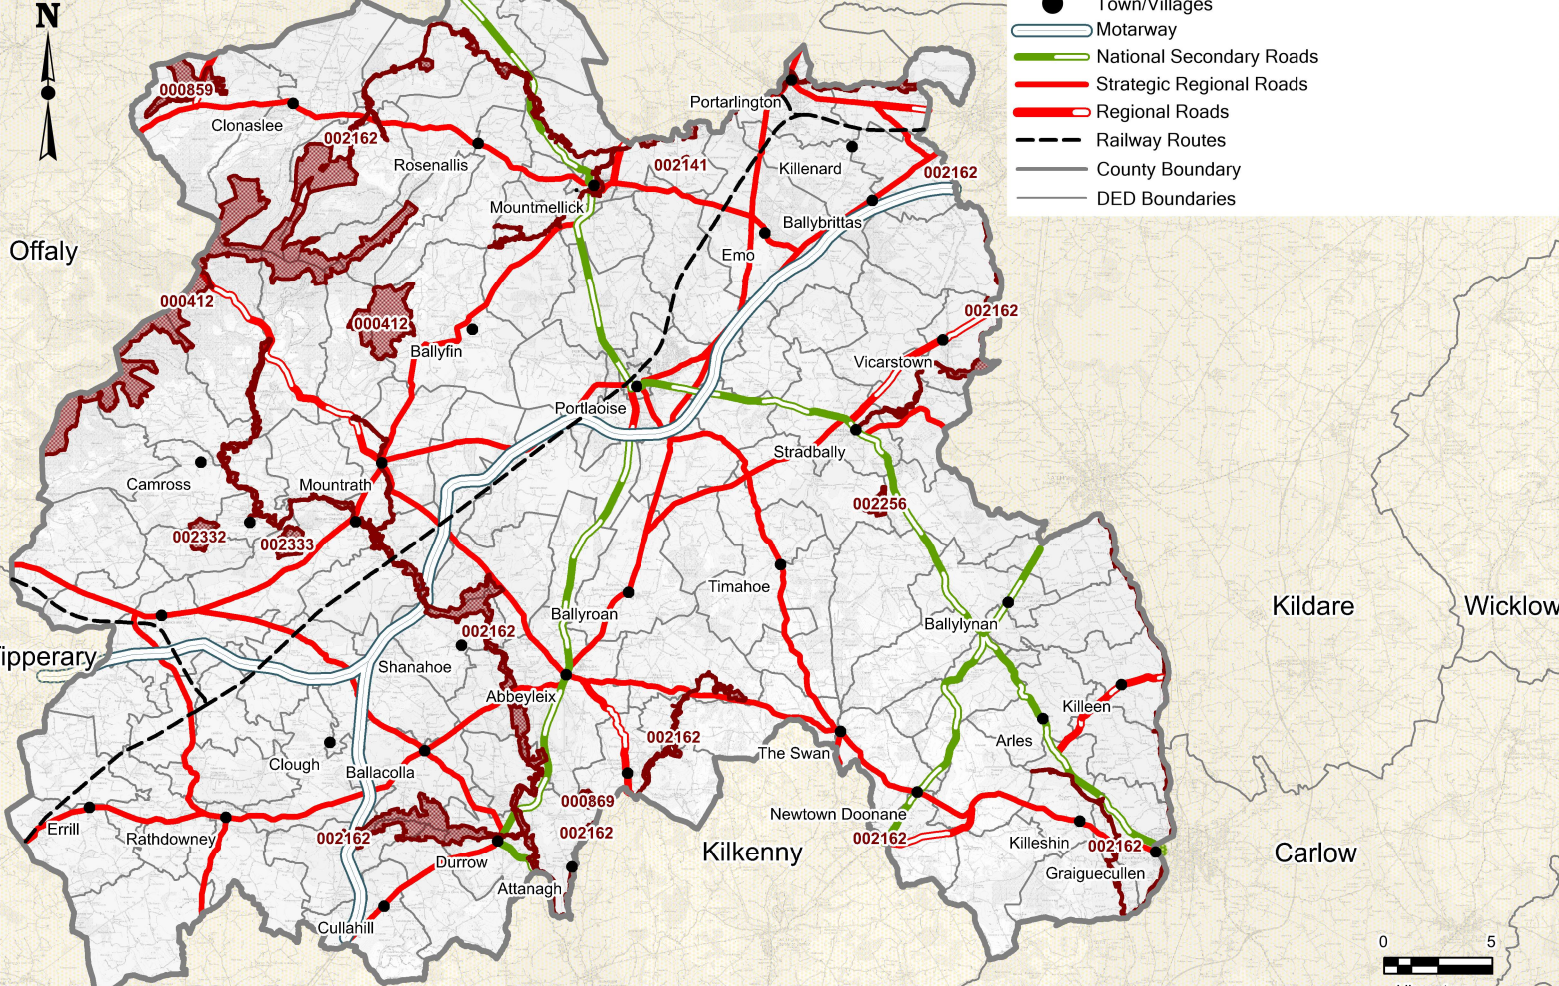 N
Town/Villages
Motarway
National Secondary Roads
Strategic Regional Roads
Regional Roads
Railway Routes
County Boundary
DED Boundaries
000859
Clonaslee
002162
Rosenallis
Portarlington
002141
Killenard
002162
Mountmellick
Ballybrittas
Emo
Offaly
000412
000412
Ballyfin
002162
Vicarstown
Portlaoise
Stradbally
Camross
Mountrath
002256
002332
002333
Timahoe
Ballyroan
Ballylynan
Kildare
Wicklow
002162
Tipperary
Shanahoe
Abbeyleix
Killeen
Arles
002162
The Swan
Clough
Ballacolla
000869
Newtown Doonane
Errill
Rathdowney
002162
002162
002162
Killeshin
002162
Kilkenny
Carlow
Durrow
Graiguecullen
Attanagh
Cullahill
0 5